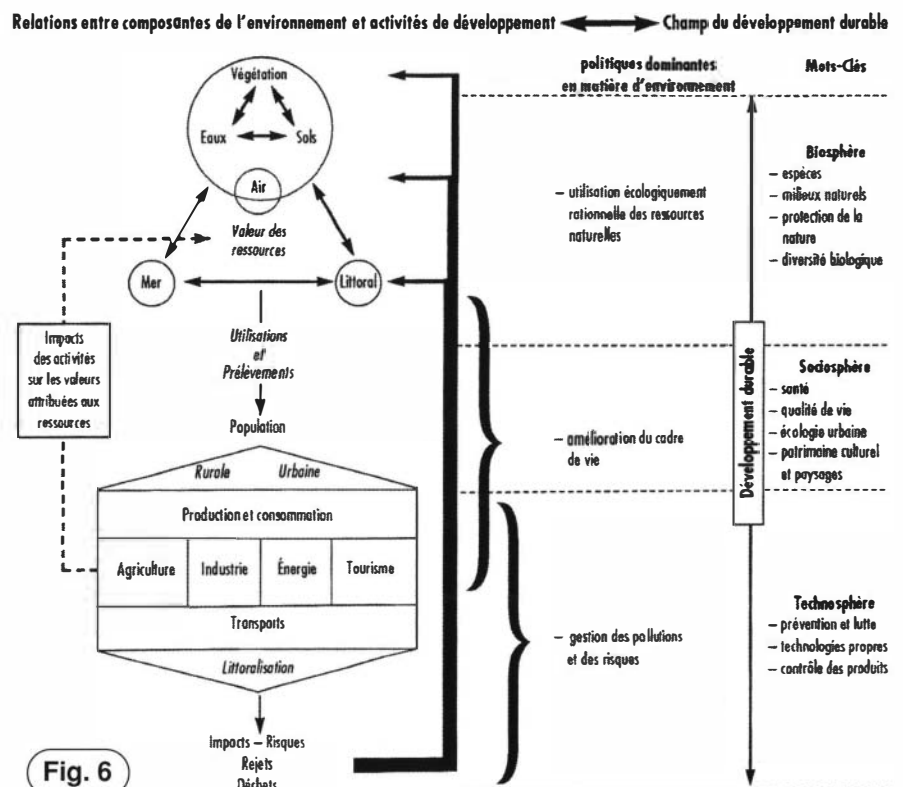 Relations entre composantes de l'environnement et activités de développement Champ du développement durable
politiques dominantes
en matière d'environnement
Mots-Clés
Végétation
Eaux Sols
Air
Valeur des
ressources
Mer
Littoral
Impacts
des activités
sur les valeurs
attribuées aux
ressources
Utilisations
et
Prélèvements
Population
Rurale Urbaine
Production et consommation
Agriculture Industrie Énergie Tourisme
Transports
Littoralisation
Impacts – Risques
Rejets
Déchets
– utilisation écologiquement
rationnelle des ressources
naturelles
– amélioration du cadre
de vie
– gestion des pollutions
et des risques
Développement durable
Biosphère
– espèces
– milieux naturels
– protection de la
nature
– diversité biologique
Sociosphère
– santé
– qualité de vie
– écologie urbaine
– patrimaine culturel
et paysages
Technosphère
– prévention et lutte
– technologies propres
– contrôle des produits
Fig. 6